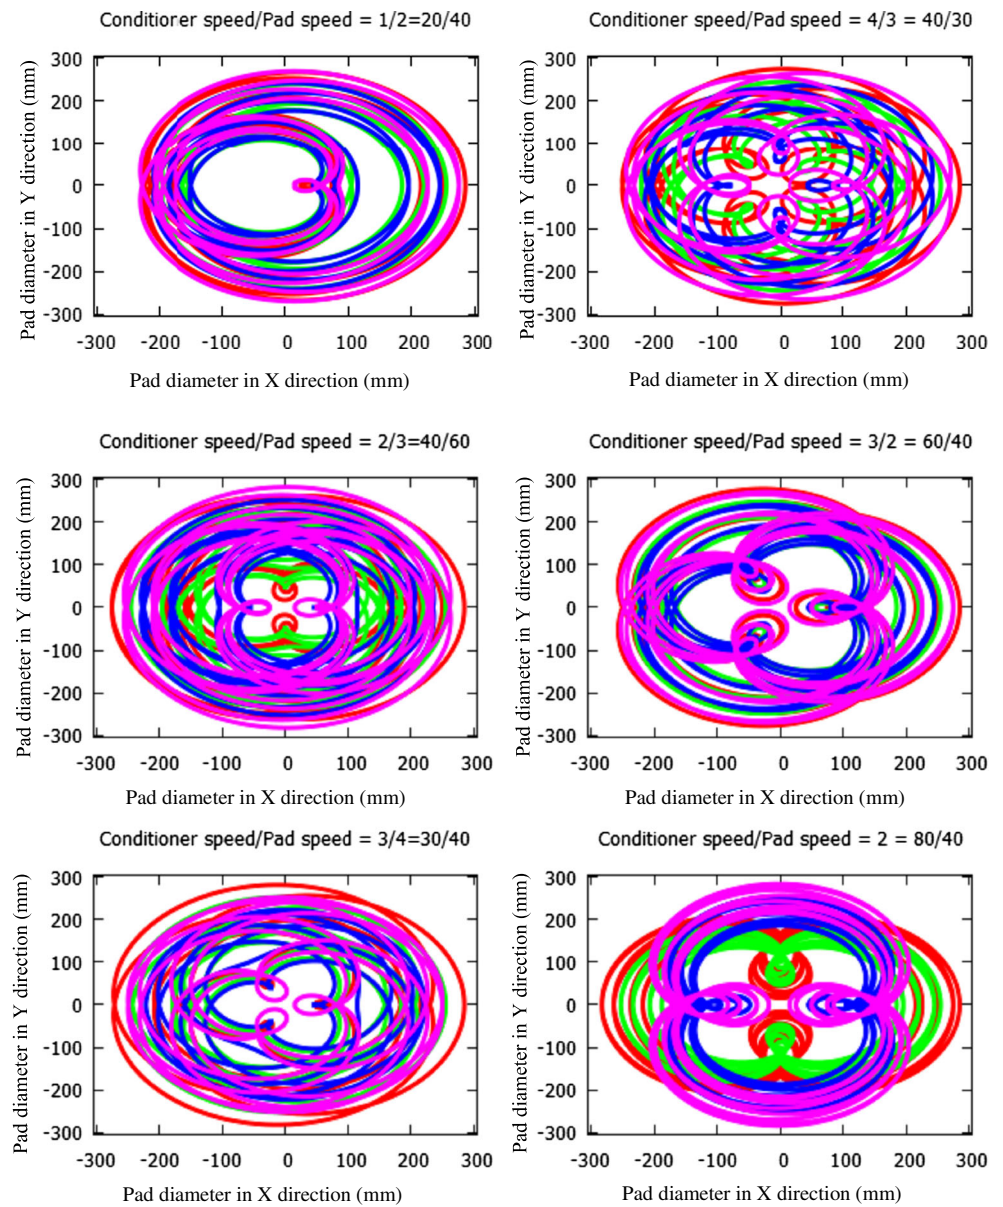 Conditiorer speed/Pad speed = 1/2=20/40
Pad diameter in Y direction (mm)
300
200
100
0
-100
-200
-300
-300 -200 -100 0 100 200 300
Pad diameter in X direction (mm)
Conditioner speed/Pad speed = 4/3 = 40/30
Pad diameter in Y direction (mm)
300
200
100
0
-100
-200
-300
-300 -200 -100 0 100 200 300
Pad diameter in X direction (mm)
Conditioner speed/Pad speed = 2/3=40/60
Pad diameter in Y direction (mm)
300
200
100
0
-100
-200
-300
-300 -200 -100 0 100 200 300
Pad diameter in X direction (mm)
Conditioner speed/Pad speed = 3/2 = 60/40
Pad diameter in Y direction (mm)
300
200
100
0
-100
-200
-300
-300 -200 -100 0 100 200 300
Pad diameter in X direction (mm)
Conditioner speed/Pad speed=3/4=30/40
Pad diameter in Y direction (mm)
300
200
100
0
-100
-200
-300
-300 -200 -100 0 100 200 300
Pad diameter in X direction (mm)
Conditioner speed/Pad speed = 2 = 80/40
Pad diameter in Y direction (mm)
300
200
100
0
-100
-200
-300
-300 -200 -100 0 100 200 300
Pad diameter in X direction (mm)